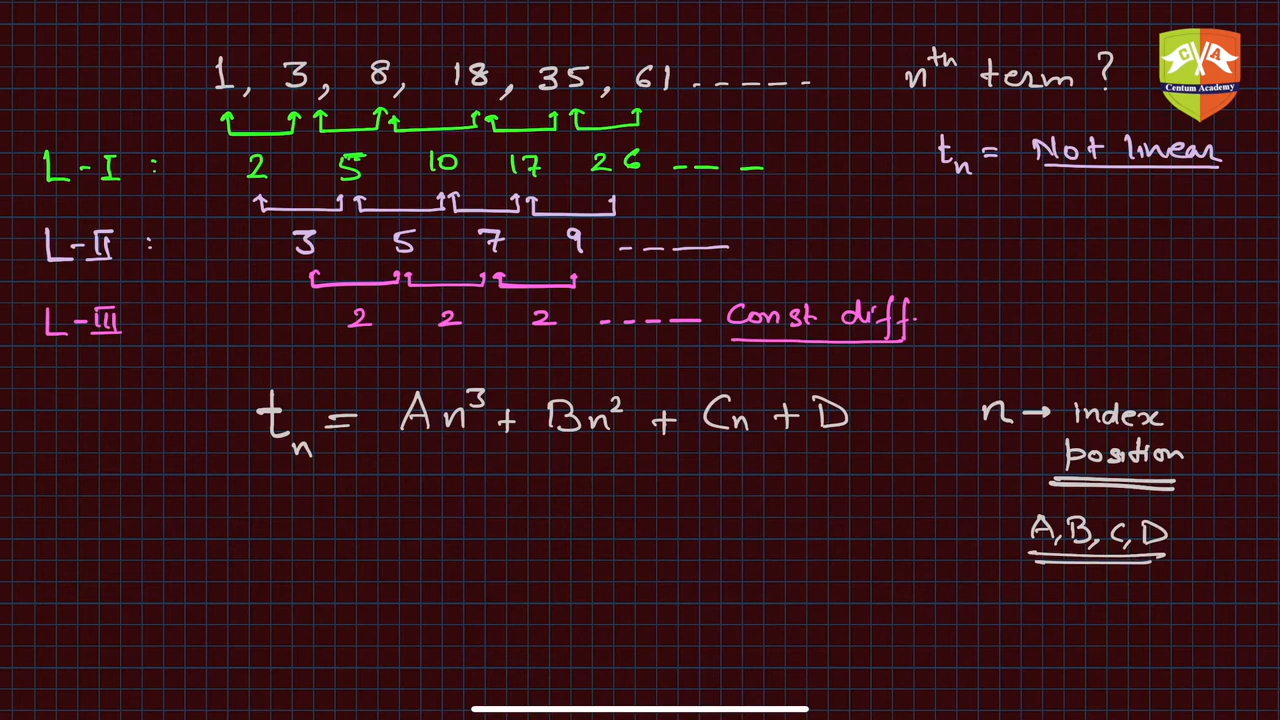 1, 3, 8, 18, 35, 61 ------ nth term ?
C A
Centum Academy
L-I : 2 5 10 17 26 ----
tn = Not linear
L-II : 3 5 7 9 ----
L-III 2 2 2 ---- Const diff.
tn = An³ + Bn² + Cn + D
n → index
position
A, B, C, D